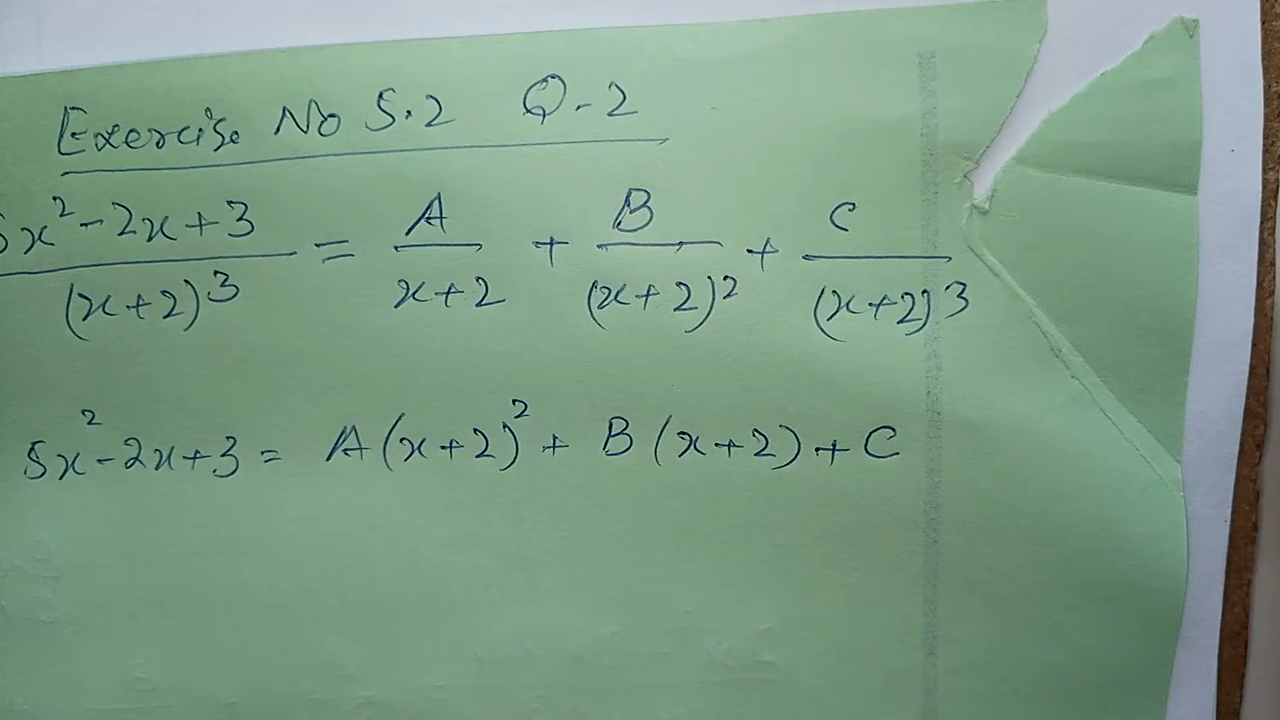 Exercise No 5.2 Q-2
5x²-2x+3 / (x+2)³ = A / x+2 + B / (x+2)² + C / (x+2)³
5x²-2x+3 = A(x+2)² + B(x+2)+C